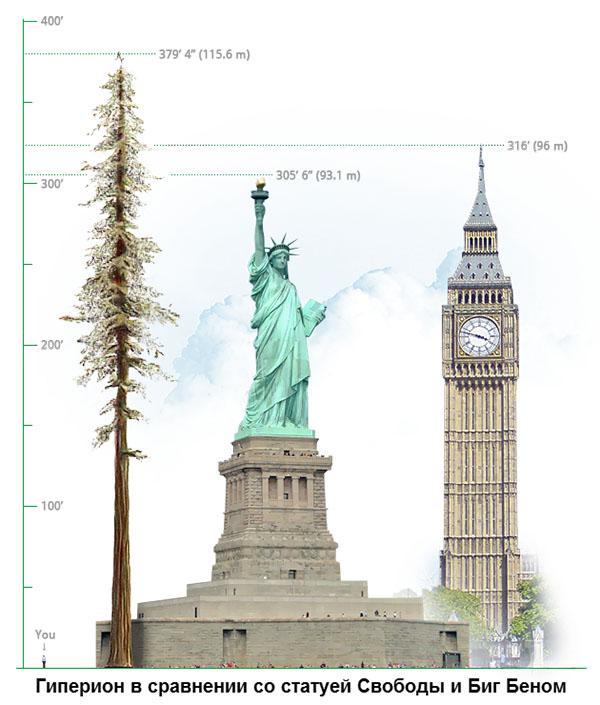 400’
379’ 4” (115.6 m)
316’ (96 m)
305’ 6” (93.1 m)
300’
200’
100’
You
Гиперион в сравнении со статуей Свободы и Биг Беном